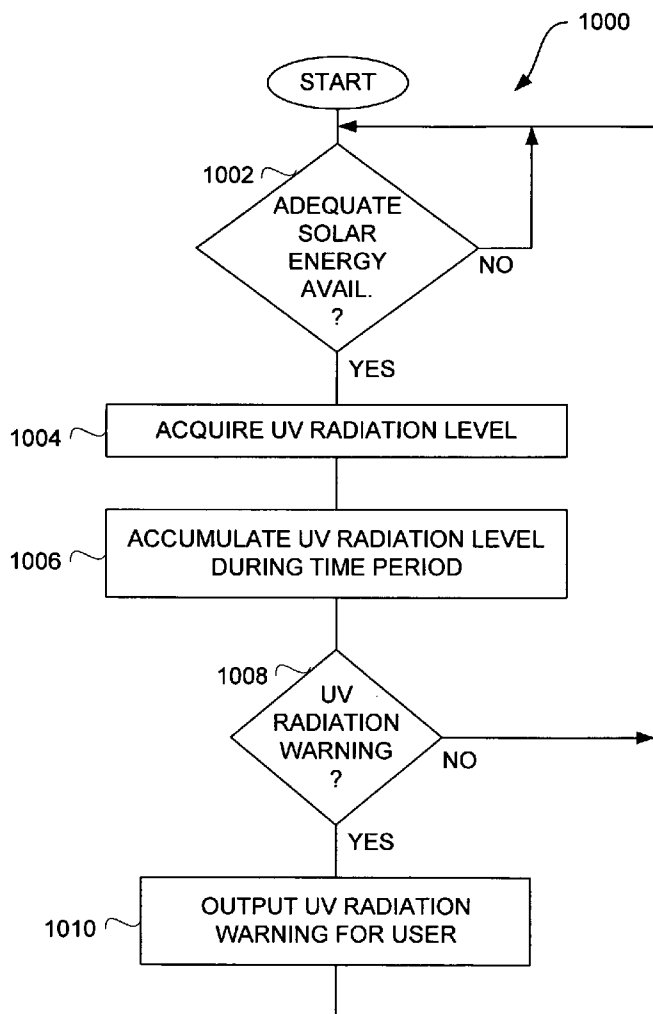 1000
START
1002
ADEQUATE
SOLAR
ENERGY
AVAIL.
?
NO
YES
1004
ACQUIRE UV RADIATION LEVEL
1006
ACCUMULATE UV RADIATION LEVEL
DURING TIME PERIOD
1008
UV
RADIATION
WARNING
?
NO
YES
1010
OUTPUT UV RADIATION
WARNING FOR USER